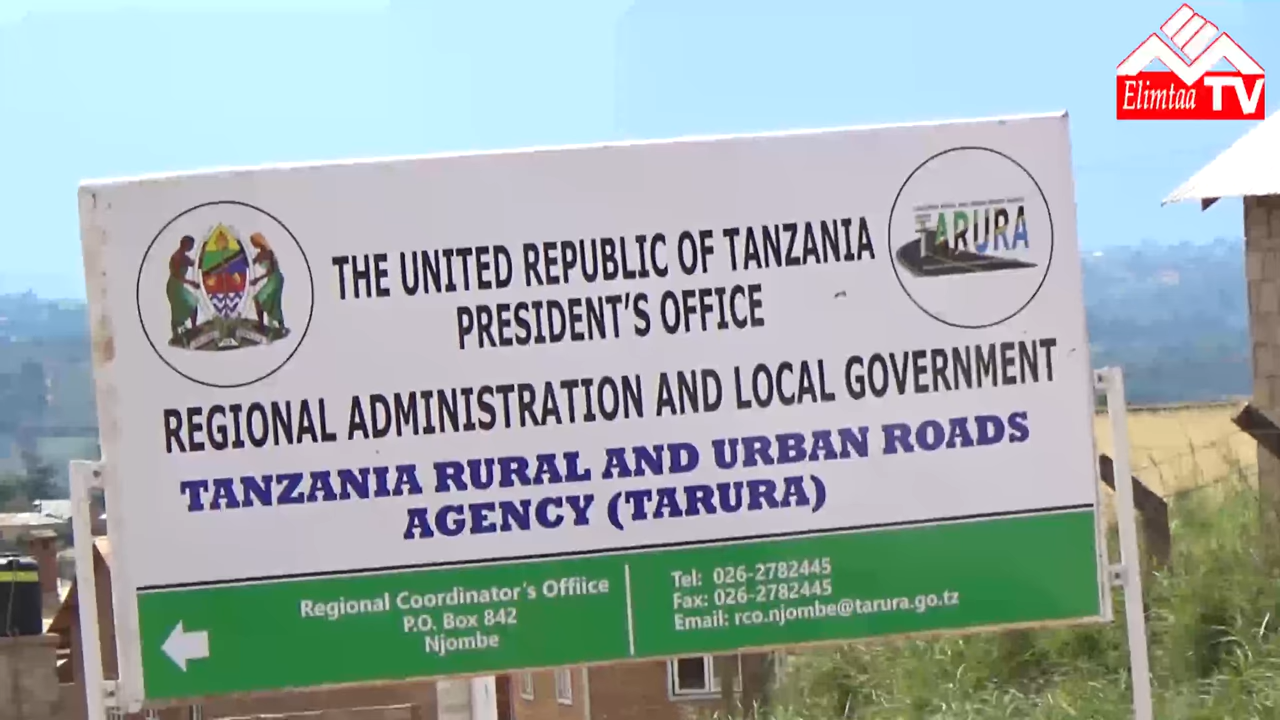 Elimtaa TV
TARURA
THE UNITED REPUBLIC OF TANZANIA
PRESIDENT'S OFFICE
REGIONAL ADMINISTRATION AND LOCAL GOVERNMENT
TANZANIA RURAL AND URBAN ROADS
AGENCY (TARURA)
Regional Coordinator's Offiice
P.O. Box 842
Njombe
Tel: 026-2782445
Fax: 026-2782445
Email: rco.njombe@tarura.go.tz